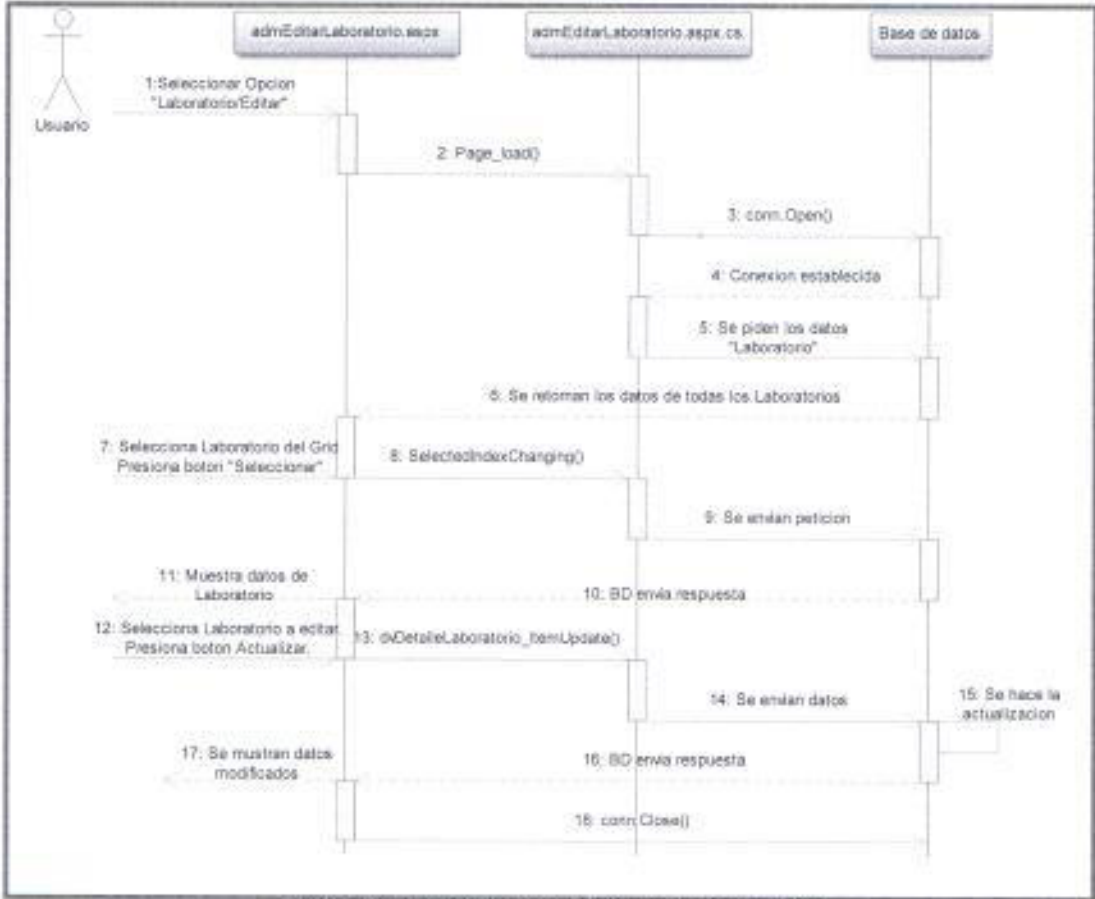 admEditarLaboratorio.aspx
admEditarLaboratorio.aspx.cs.
Base de datos
Usuario
1:Seleccionar Opcion
"Laboratorio/Editar"
2: Page_load()
3: conn.Open()
4: Conexion establecida
5: Se piden los datos
"Laboratorio"
6: Se retornan los datos de todas los Laboratorios
7: Selecciona Laboratorio del Grid
Presiona boton "Seleccionar"
8: SelectedIndexChanging()
9: Se envian peticion
10: BD envia respuesta
11: Muestra datos de
Laboratorio
12: Selecciona Laboratorio a editar
Presiona boton Actualizar.
13: dvDetalleLaboratorio_ItemUpdate()
14: Se envian datos
15: Se hace la
actualizacion
16: BD envia respuesta
17: Se mustran datos
modificados
18: conn.Close()